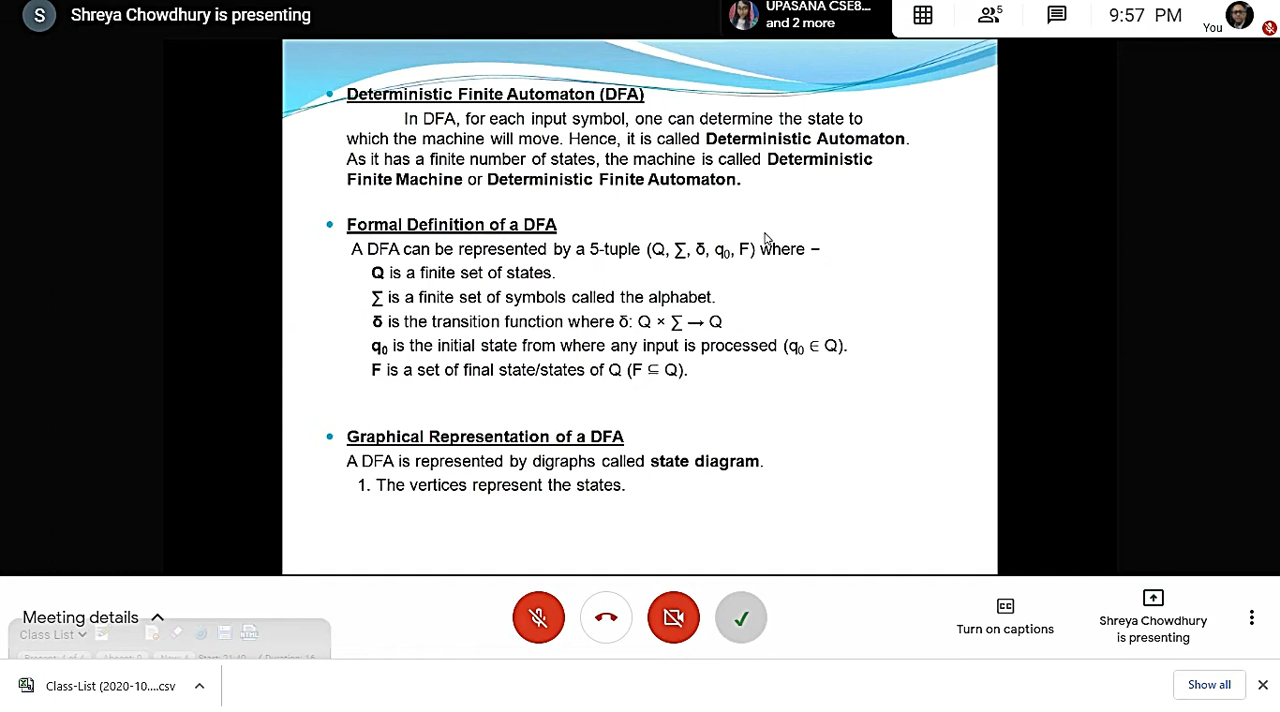 S
Shreya Chowdhury is presenting
UPASANA CSE8...
and 2 more
5
9:57 PM
You
• Deterministic Finite Automaton (DFA)
In DFA, for each input symbol, one can determine the state to
which the machine will move. Hence, it is called Deterministic Automaton.
As it has a finite number of states, the machine is called Deterministic
Finite Machine or Deterministic Finite Automaton.
• Formal Definition of a DFA
A DFA can be represented by a 5-tuple (Q, ∑, δ, q₀, F) where −
Q is a finite set of states.
∑ is a finite set of symbols called the alphabet.
δ is the transition function where δ: Q × ∑ → Q
q₀ is the initial state from where any input is processed (q₀ ∈ Q).
F is a set of final state/states of Q (F ⊆ Q).
• Graphical Representation of a DFA
A DFA is represented by digraphs called state diagram.
1. The vertices represent the states.
Meeting details
Class List
HTML
CC
Turn on captions
Shreya Chowdhury
is presenting
Class-List (2020-10....csv
Show all